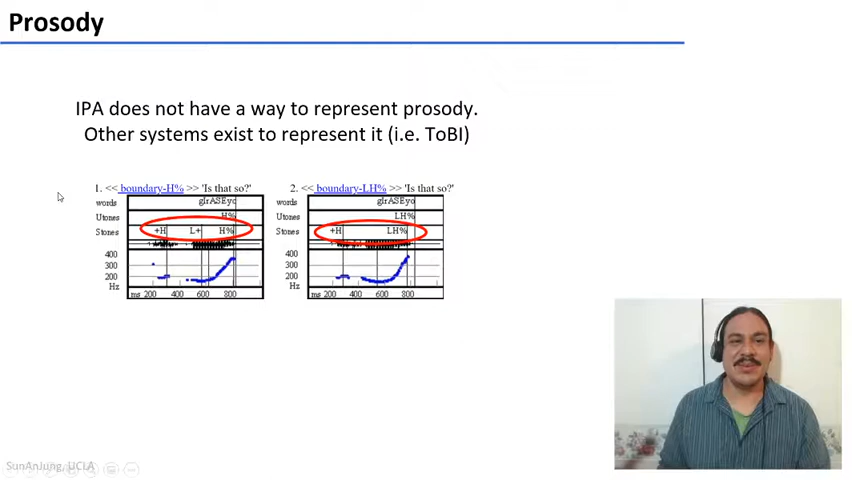 Prosody
IPA does not have a way to represent prosody.
Other systems exist to represent it (i.e. ToBI)
1. << boundary-H% >> 'Is that so?'
words glrASEyo
Utones H%
Stones +H L+ H%
400
300
200
Hz
ms 200 400 600 800
2. << boundary-LH% >> 'Is that so?'
words glrASEyo
Utones LH%
Stones +H LH%
400
300
200
Hz
ms 200 400 600 800
SunAnJung, UCLA